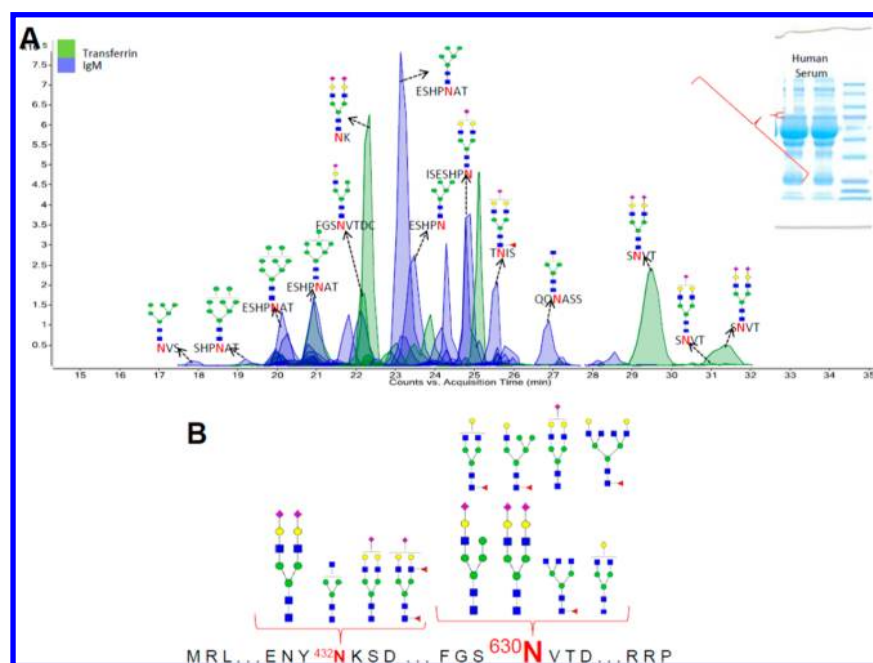 A
Transferrin
IgM
7.5
7
6.5
6
5.5
5
4.5
4
3.5
3
2.5
2
1.5
1
0.5
ESHPNAT
NK
ISESHPN
FGSNVTDC
ESHPN
TNIS
SNVT
ESHPNAT
ESHPNAT
QONASS
SNVT
SNVT
NVS
SHPNAT
Human
Serum
15 16 17 18 19 20 21 22 23 24 25 26 27 28 29 30 31 32 33 34 35
Counts vs. Acquisition Time (min)
B
MRL...ENY 432N KSD ... FGS 630N VTD...RRP